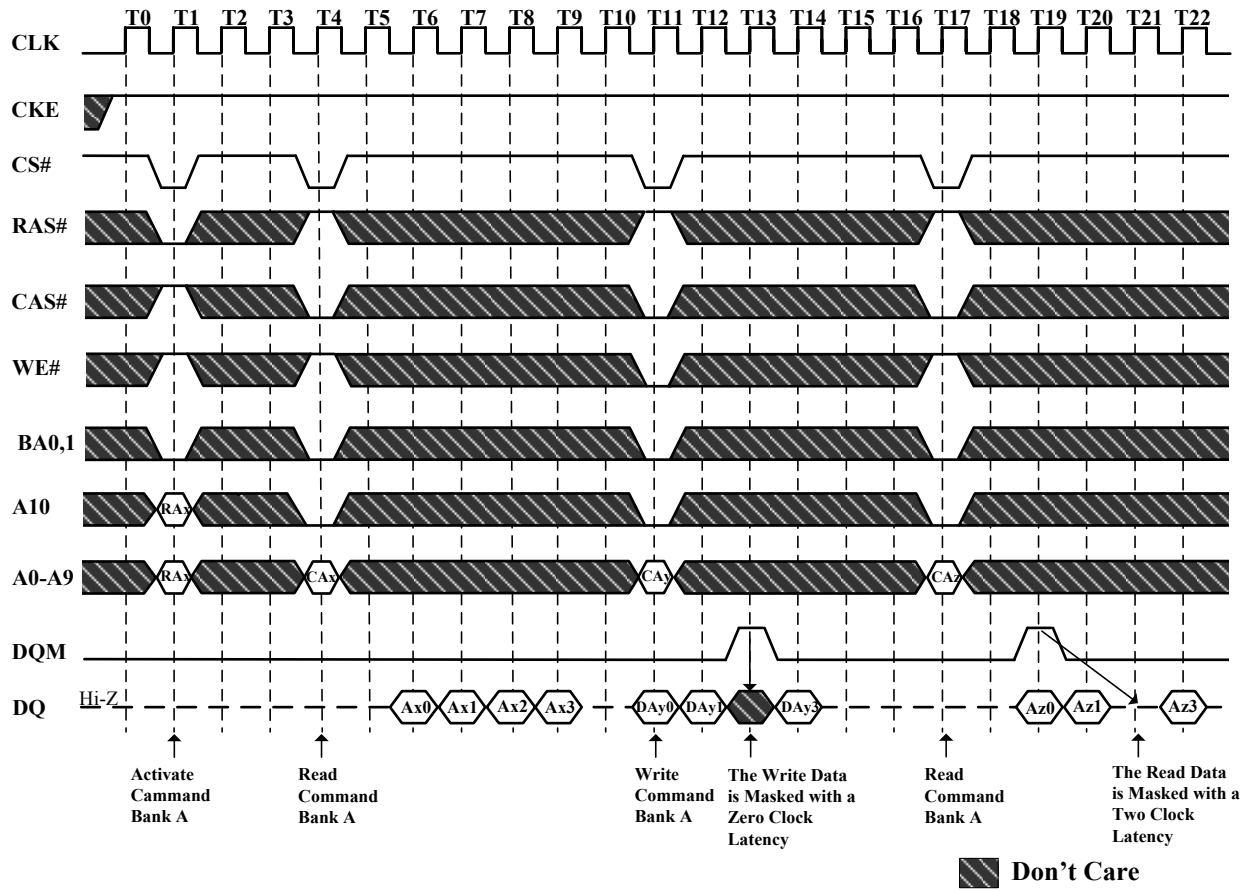 T0 T1 T2 T3 T4 T5 T6 T7 T8 T9 T10 T11 T12 T13 T14 T15 T16 T17 T18 T19 T20 T21 T22
CLK
CKE
CS#
RAS#
CAS#
WE#
BA0,1
A10
RAx
A0-A9
RAx CAx CAy CAz
DQM
DQ
Hi-Z
Ax0 Ax1 Ax2 Ax3 DAy0 DAy1 DAy3 Az0 Az1 Az3
Activate
Cammand
Bank A
Read
Command
Bank A
Write
Command
Bank A
The Write Data
is Masked with a
Zero Clock
Latency
Read
Command
Bank A
The Read Data
is Masked with a
Two Clock
Latency
Don't Care